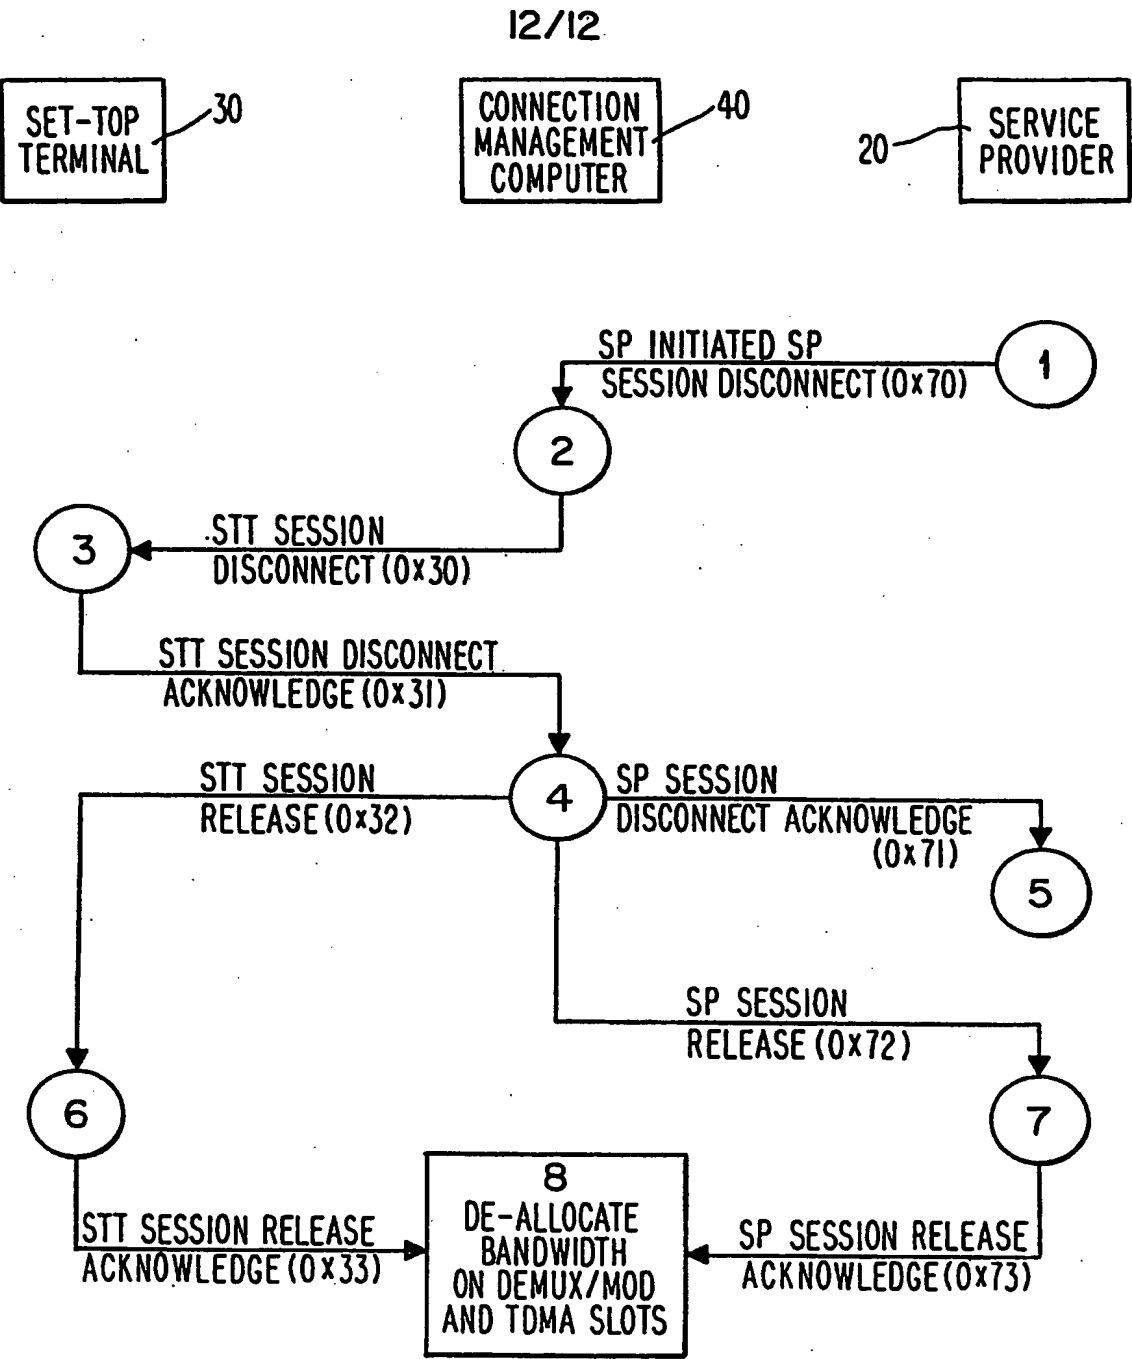 12/12
SET-TOP
TERMINAL
30
CONNECTION
MANAGEMENT
COMPUTER
40
20
SERVICE
PROVIDER
SP INITIATED SP
SESSION DISCONNECT (0x70)
1
2
3
STT SESSION
DISCONNECT (0x30)
STT SESSION DISCONNECT
ACKNOWLEDGE (0x31)
STT SESSION
RELEASE (0x32)
4
SP SESSION
DISCONNECT ACKNOWLEDGE
(0x71)
5
SP SESSION
RELEASE (0x72)
6
7
STT SESSION RELEASE
ACKNOWLEDGE (0x33)
8
DE-ALLOCATE
BANDWIDTH
ON DEMUX/MOD
AND TDMA SLOTS
SP SESSION RELEASE
ACKNOWLEDGE (0x73)